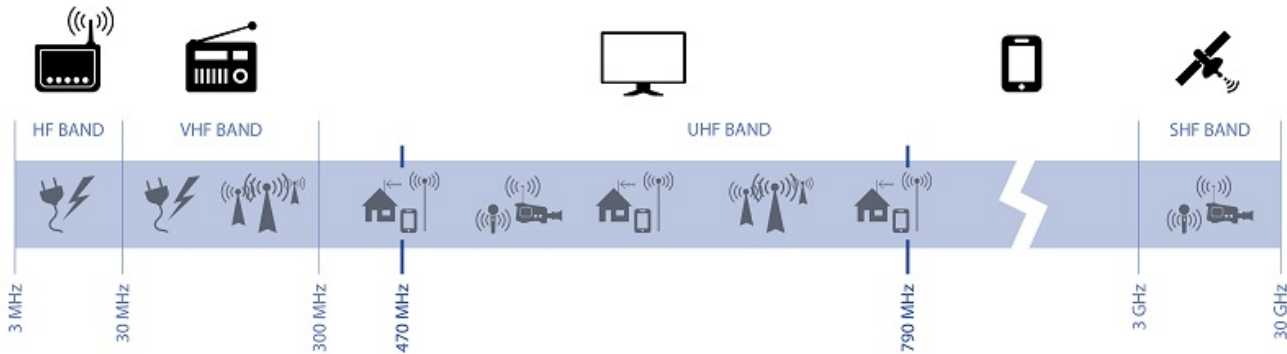 HF BAND
VHF BAND
UHF BAND
SHF BAND
3 MHz
30 MHz
300 MHz
470 MHz
790 MHz
3 GHz
30 GHz